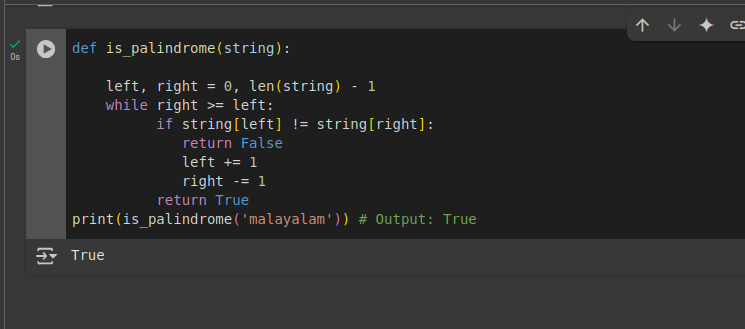 0s
def is_palindrome(string):
left, right = 0, len(string) - 1
while right >= left:
if string[left] != string[right]:
return False
left += 1
right -= 1
return True
print(is_palindrome('malayalam')) # Output: True
True